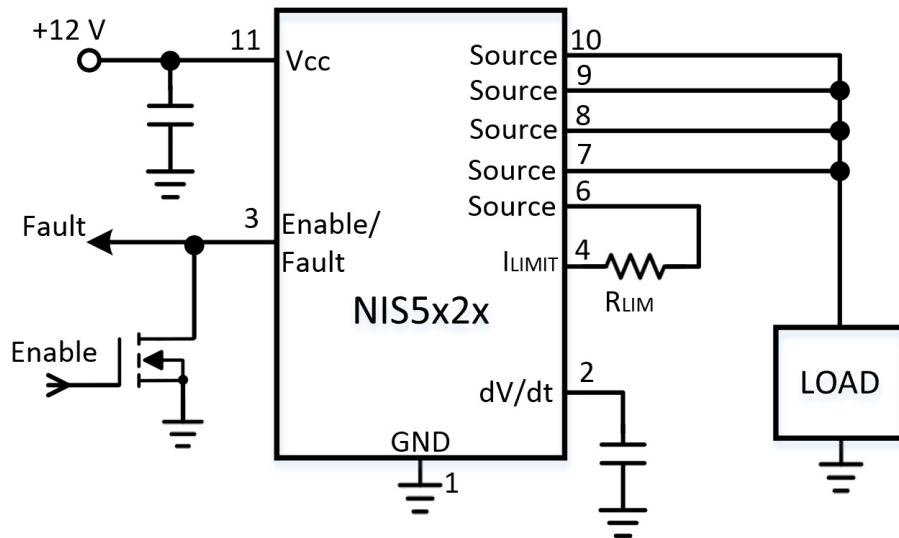 +12 V
11
Vcc
Fault
3
Enable/
Fault
Enable
NIS5x2x
GND
1
Source
10
Source
9
Source
8
Source
7
Source
6
ILIMIT
4
RLIM
dV/dt
2
LOAD